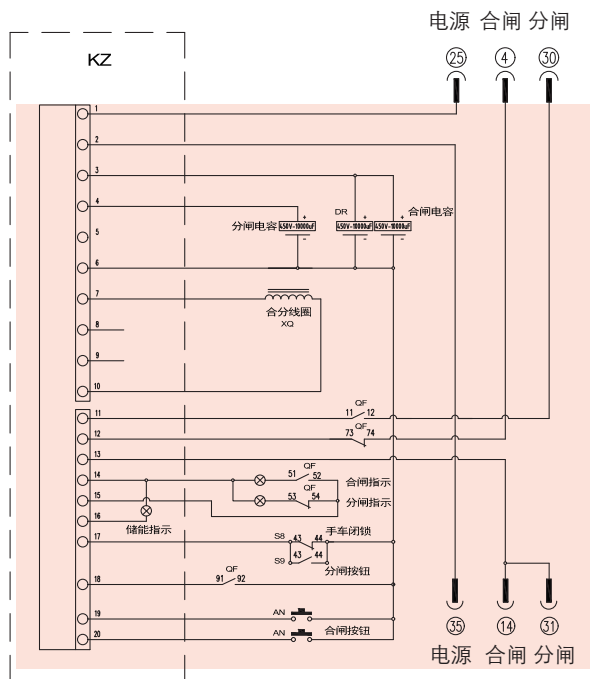 电源 合闸 分闸
25 4 30
KZ
1
2
3
4
+ DR + + 合闸电容
分闸电容 450V-10000uF 450V-10000uF 450V-10000uF
- - -
5
6
7
合分线圈
XQ
8
9
10
QF
11 11 12
QF
12 73 74
13
QF
14 51 52 合闸指示
QF
15 53 54 分闸指示
16
储能指示
17 S8 43 44 手车闭锁
S9 43 44
分闸按钮
QF
18 91 92
19 AN
20 AN 合闸按钮
35 14 31
电源 合闸 分闸